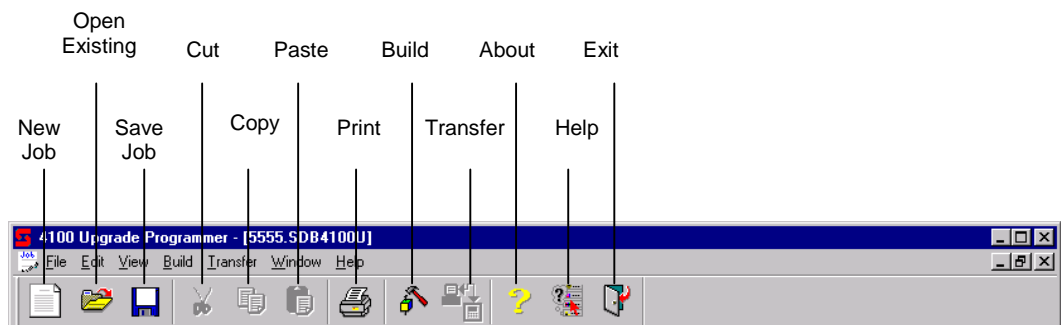 Open
Existing
Cut
Paste
Build
About
Exit
New
Job
Save
Job
Copy
Print
Transfer
Help
4100 Upgrade Programmer - [5555.SDB4100U]
Job
File Edit View Build Transfer Window Help